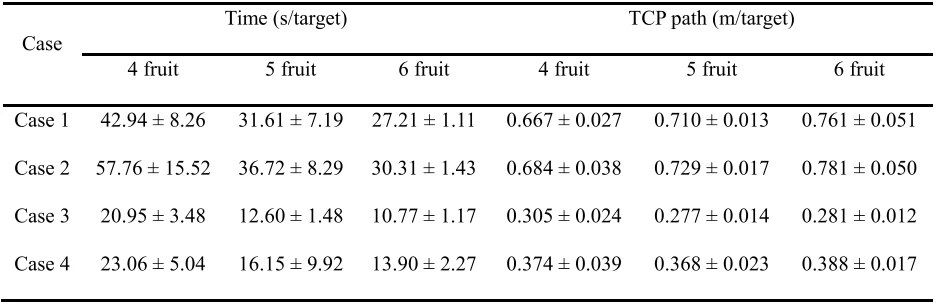 Time (s/target) TCP path (m/target)
Case
4 fruit 5 fruit 6 fruit 4 fruit 5 fruit 6 fruit
Case 1 42.94 ± 8.26 31.61 ± 7.19 27.21 ± 1.11 0.667 ± 0.027 0.710 ± 0.013 0.761 ± 0.051
Case 2 57.76 ± 15.52 36.72 ± 8.29 30.31 ± 1.43 0.684 ± 0.038 0.729 ± 0.017 0.781 ± 0.050
Case 3 20.95 ± 3.48 12.60 ± 1.48 10.77 ± 1.17 0.305 ± 0.024 0.277 ± 0.014 0.281 ± 0.012
Case 4 23.06 ± 5.04 16.15 ± 9.92 13.90 ± 2.27 0.374 ± 0.039 0.368 ± 0.023 0.388 ± 0.017